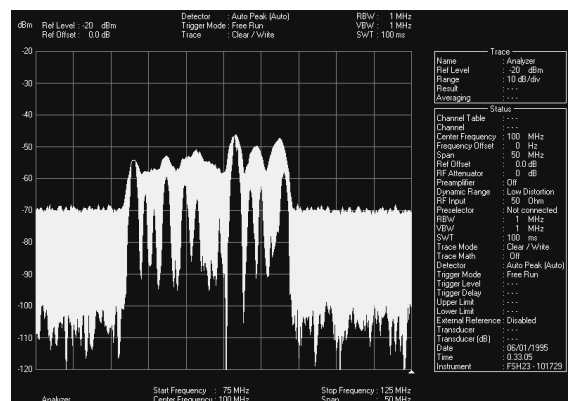 dBm
Ref Level : -20 dBm
Ref Offset : 0.0 dB
Detector : Auto Peak (Auto)
Trigger Mode : Free Run
Trace : Clear / Write
RBW : 1 MHz
VBW : 1 MHz
SWT : 100 ms
-20
-30
-40
-50
-60
-70
-80
-90
-100
-110
-120
Start Frequency : 75 MHz
Stop Frequency : 125 MHz
Analyzer
Center Frequency : 100 MHz
Span : 50 MHz
Trace
Name : Analyzer
Ref Level : -20 dBm
Range : 10 dB/div
Result : - - -
Averaging : - - -
Status
Channel Table : - - -
Channel : - - -
Center Frequency : 100 MHz
Frequency Offset : 0 Hz
Span : 50 MHz
Ref Offset : 0.0 dB
RF Attenuator : 0 dB
Preamplifier : Off
Dynamic Range : Low Distortion
RF Input : 50 Ohm
Preselector : Not connected
RBW : 1 MHz
VBW : 1 MHz
SWT : 100 ms
Trace Mode : Clear / Write
Trace Math : Off
Detector : Auto Peak (Auto)
Trigger Mode : Free Run
Trigger Level : - - -
Trigger Delay : - - -
Upper Limit : - - -
Lower Limit : - - -
External Reference : Disabled
Transducer : - - -
Transducer (dB) : - - -
Date : 06/01/1995
Time : 0.33.05
Instrument : FSH23 - 101729